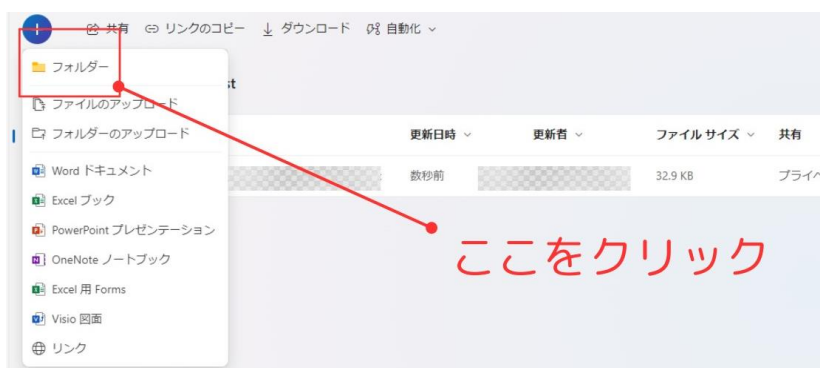 共有 リンクのコピー ダウンロード 自動化
フォルダー
st
ファイルのアップロード
フォルダーのアップロード
更新日時 更新者 ファイル サイズ 共有
Word ドキュメント
数秒前 32.9 KB プライベ
Excel ブック
PowerPoint プレゼンテーション
OneNote ノートブック
ここをクリック
Excel 用 Forms
Visio 図面
リンク